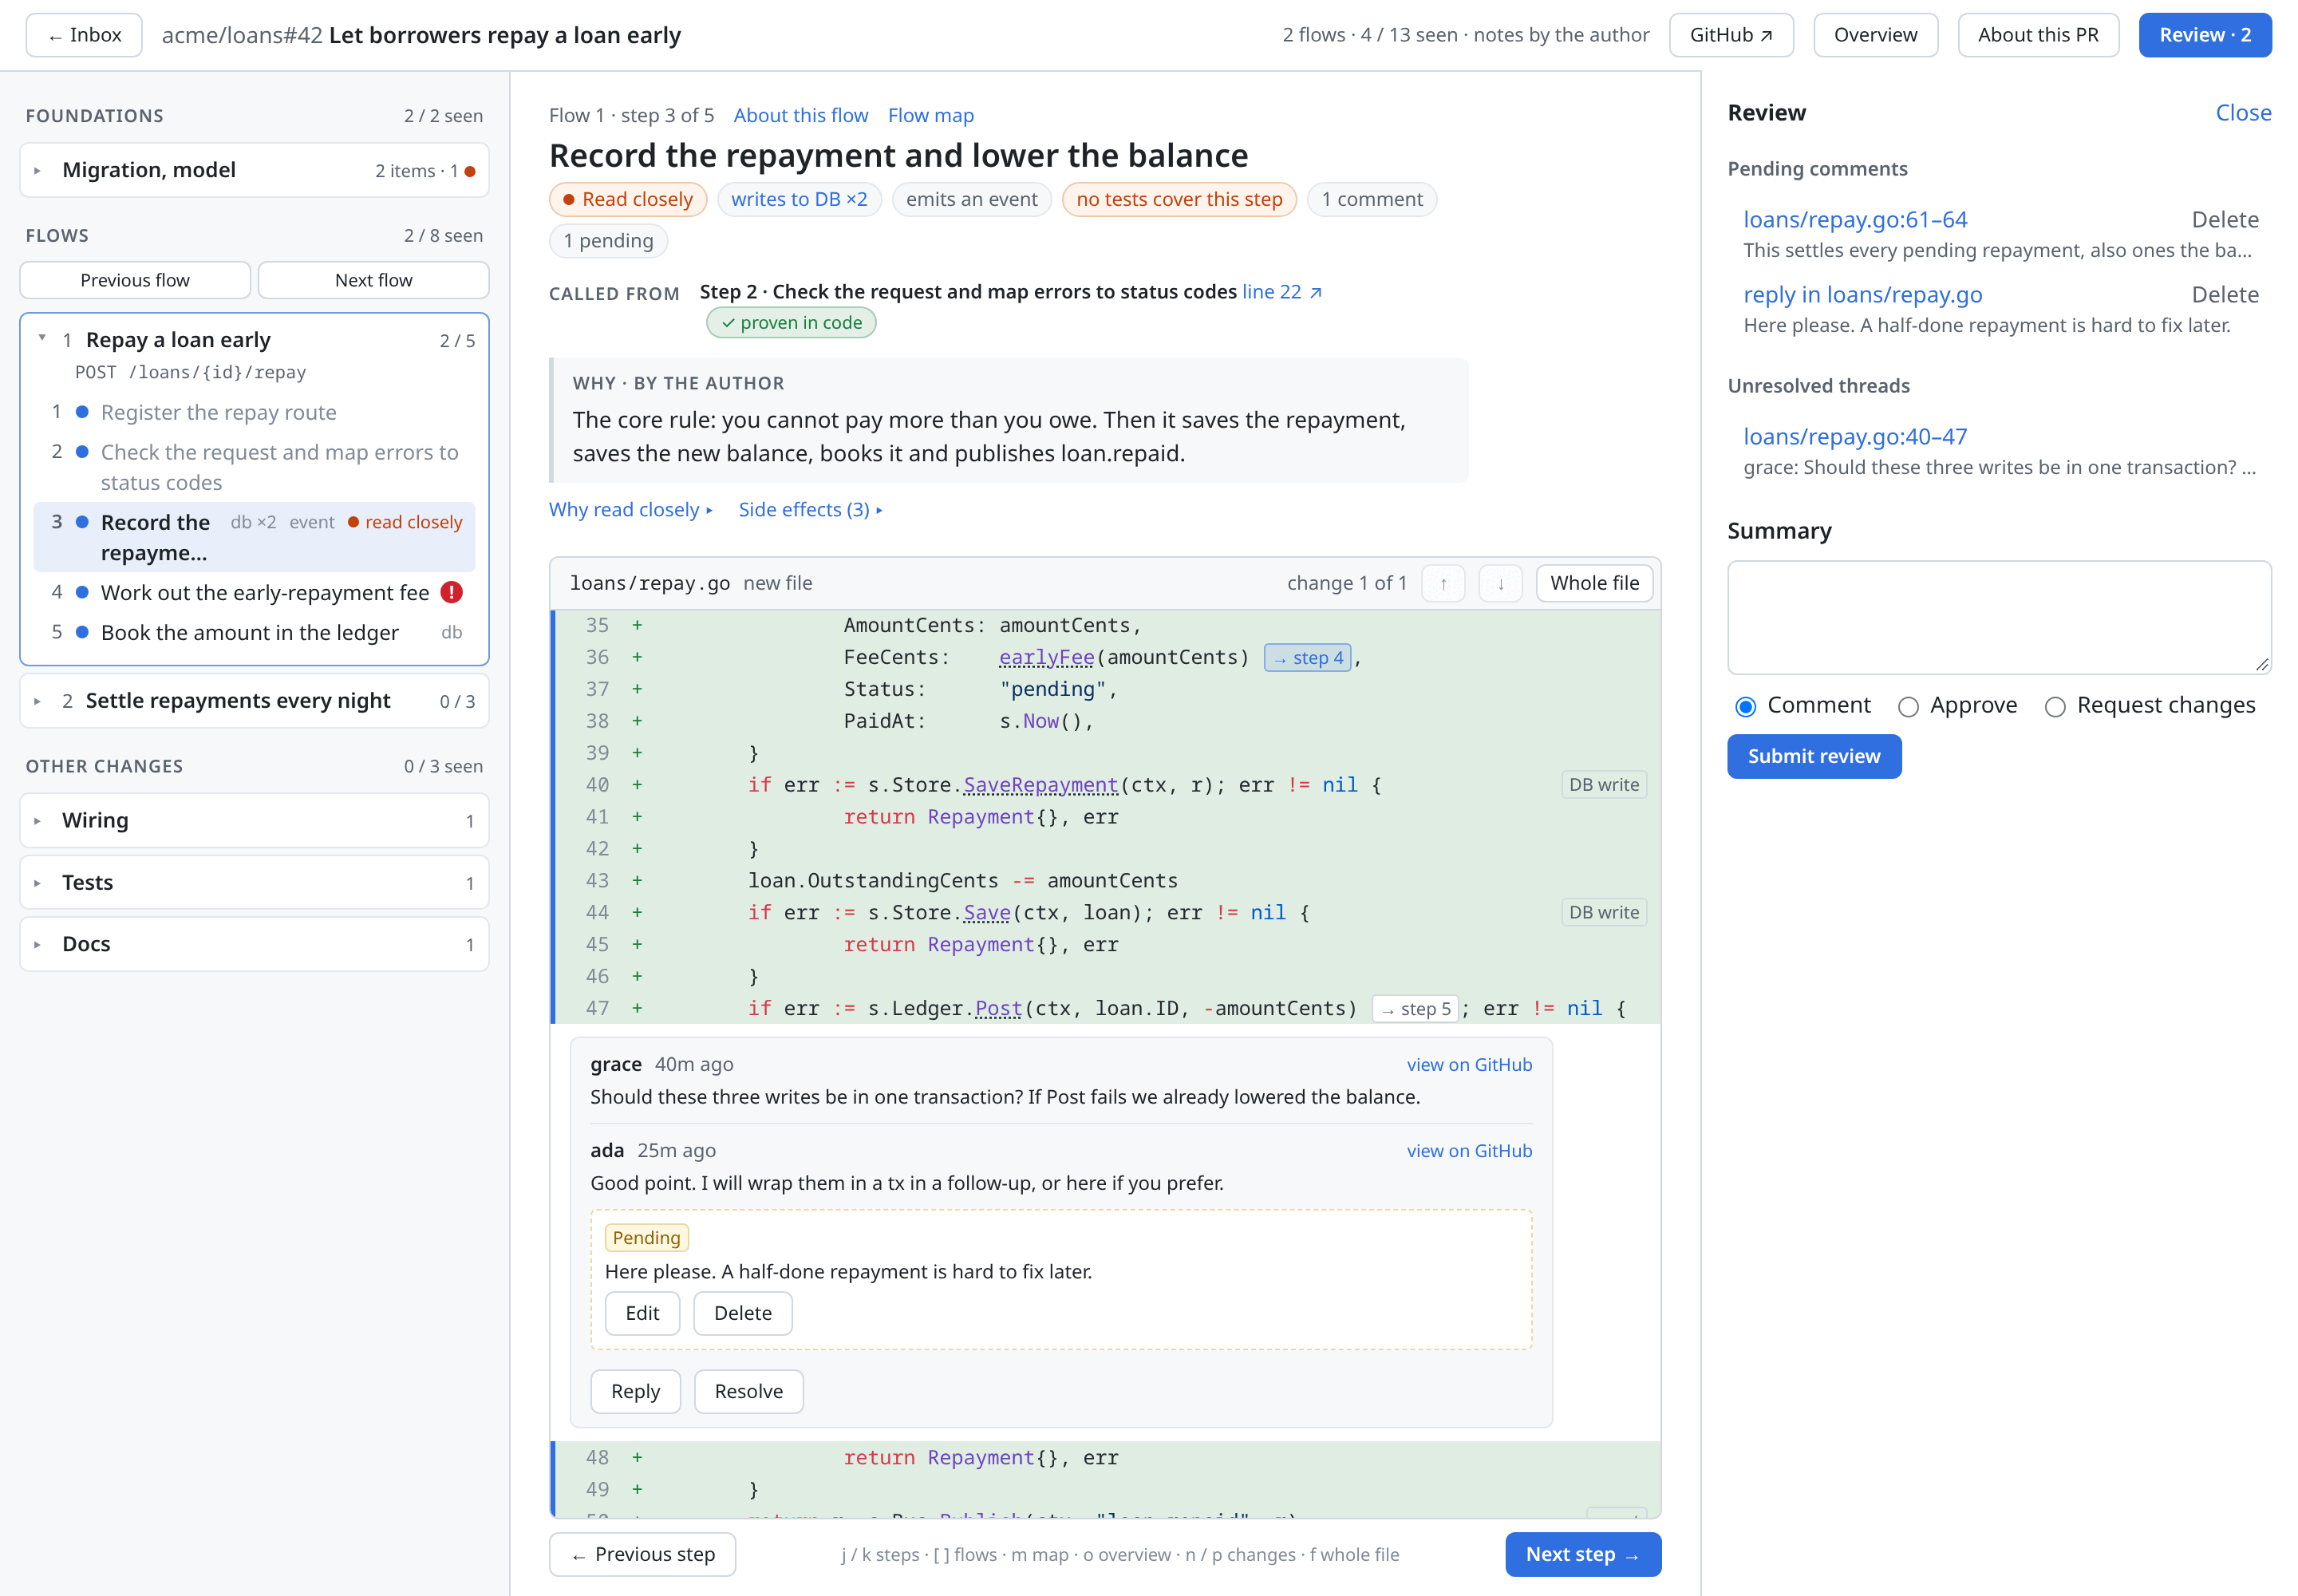 ← Inbox
acme/loans#42 Let borrowers repay a loan early
2 flows · 4 / 13 seen · notes by the author
GitHub ↗
Overview
About this PR
Review · 2
FOUNDATIONS 2 / 2 seen
▸ Migration, model 2 items · 1 ●
FLOWS 2 / 8 seen
Previous flow
Next flow
▾ 1 Repay a loan early 2 / 5
POST /loans/{id}/repay
1 ● Register the repay route
2 ● Check the request and map errors to
status codes
3 ● Record the db ×2 event ● read closely
repayme...
4 ● Work out the early-repayment fee !
5 ● Book the amount in the ledger db
▸ 2 Settle repayments every night 0 / 3
OTHER CHANGES 0 / 3 seen
▸ Wiring 1
▸ Tests 1
▸ Docs 1
Flow 1 · step 3 of 5 About this flow Flow map
Record the repayment and lower the balance
● Read closely writes to DB ×2 emits an event no tests cover this step 1 comment
1 pending
CALLED FROM Step 2 · Check the request and map errors to status codes line 22 ↗
✓ proven in code
WHY · BY THE AUTHOR
The core rule: you cannot pay more than you owe. Then it saves the repayment,
saves the new balance, books it and publishes loan.repaid.
Why read closely ▸ Side effects (3) ▸
loans/repay.go new file change 1 of 1 ↑ ↓ Whole file
35 + AmountCents: amountCents,
36 + FeeCents: earlyFee(amountCents) → step 4 ,
37 + Status: "pending",
38 + PaidAt: s.Now(),
39 + }
40 + if err := s.Store.SaveRepayment(ctx, r); err != nil { DB write
41 + return Repayment{}, err
42 + }
43 + loan.OutstandingCents -= amountCents
44 + if err := s.Store.Save(ctx, loan); err != nil { DB write
45 + return Repayment{}, err
46 + }
47 + if err := s.Ledger.Post(ctx, loan.ID, -amountCents) → step 5 ; err != nil {
grace 40m ago view on GitHub
Should these three writes be in one transaction? If Post fails we already lowered the balance.
ada 25m ago view on GitHub
Good point. I will wrap them in a tx in a follow-up, or here if you prefer.
Pending
Here please. A half-done repayment is hard to fix later.
Edit Delete
Reply Resolve
48 + return Repayment{}, err
49 + }
← Previous step
j / k steps · [ ] flows · m map · o overview · n / p changes · f whole file
Next step →
Review Close
Pending comments
loans/repay.go:61–64 Delete
This settles every pending repayment, also ones the ba...
reply in loans/repay.go Delete
Here please. A half-done repayment is hard to fix later.
Unresolved threads
loans/repay.go:40–47
grace: Should these three writes be in one transaction? ...
Summary
Comment Approve Request changes
Submit review